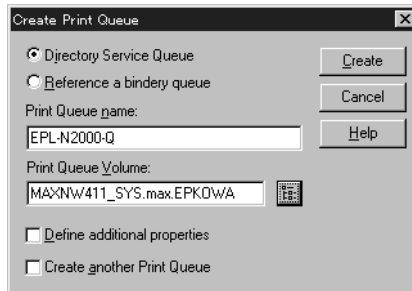 Create Print Queue
Directory Service Queue
Reference a bindery queue
Print Queue name:
EPL-N2000-Q
Print Queue Volume:
MAXNW411_SYS.max.EPKOWA
Define additional properties
Create another Print Queue
Create
Cancel
Help